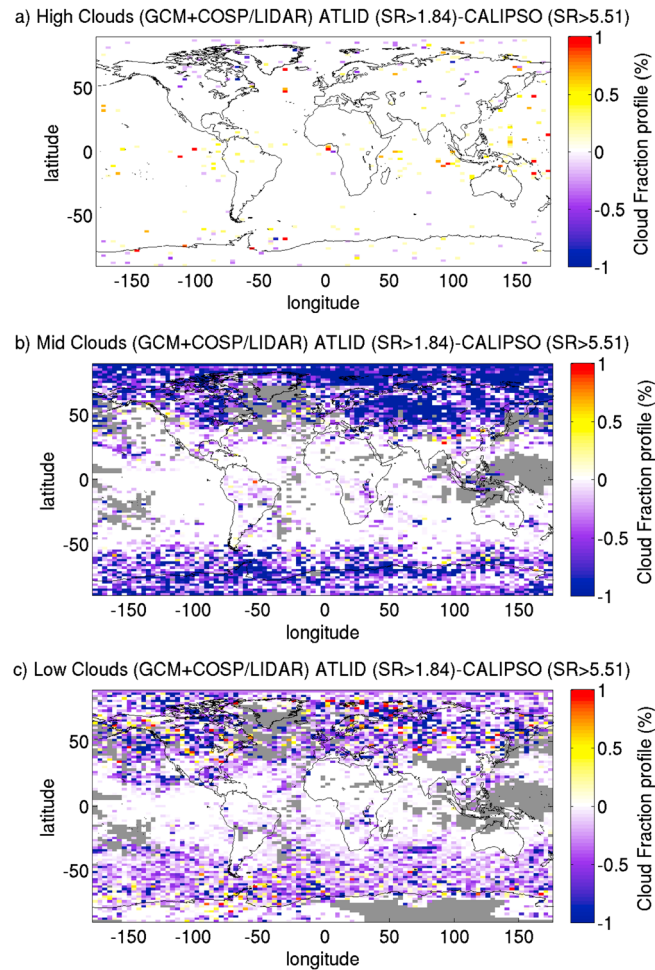 a) High Clouds (GCM+COSP/LIDAR) ATLID (SR>1.84)-CALIPSO (SR>5.51)
latitude
50
0
-50
-150 -100 -50 0 50 100 150
longitude
1
0.5
0
-0.5
-1
Cloud Fraction profile (%)
b) Mid Clouds (GCM+COSP/LIDAR) ATLID (SR>1.84)-CALIPSO (SR>5.51)
latitude
50
0
-50
-150 -100 -50 0 50 100 150
longitude
1
0.5
0
-0.5
-1
Cloud Fraction profile (%)
c) Low Clouds (GCM+COSP/LIDAR) ATLID (SR>1.84)-CALIPSO (SR>5.51)
latitude
50
0
-50
-150 -100 -50 0 50 100 150
longitude
1
0.5
0
-0.5
-1
Cloud Fraction profile (%)